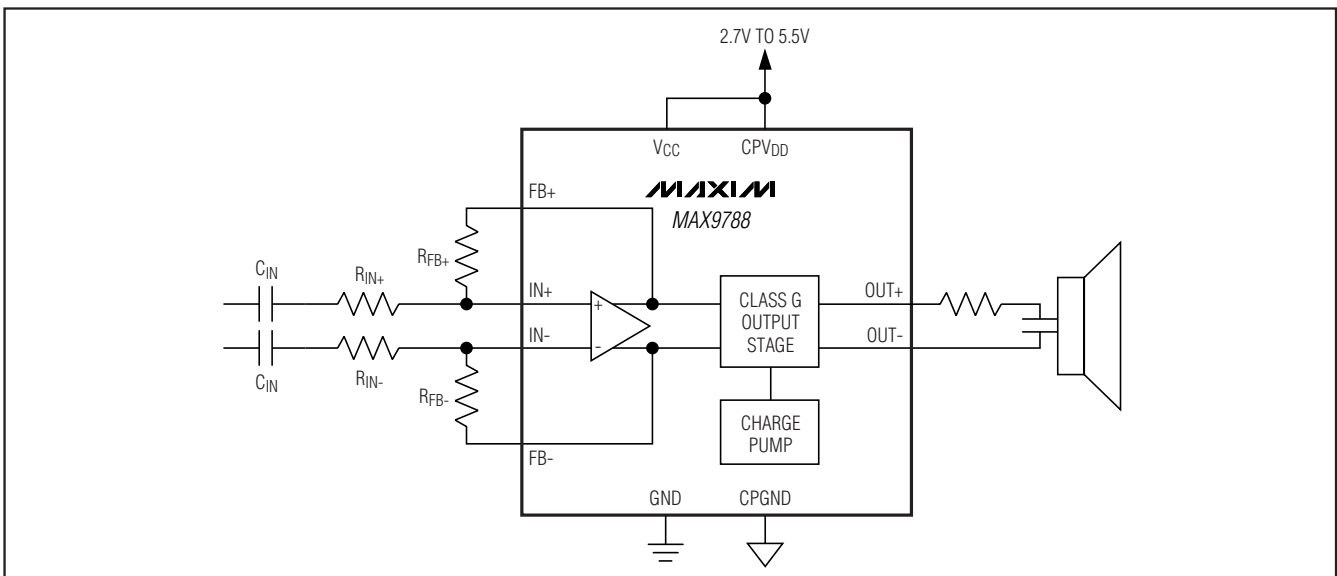 2.7V TO 5.5V
VCC
CPVDD
FB+
MAXIM
MAX9788
RFB+
CIN
RIN+
IN+
+
CLASS G
OUTPUT
STAGE
OUT+
OUT-
IN-
-
CIN
RIN-
RFB-
CHARGE
PUMP
FB-
GND
CPGND